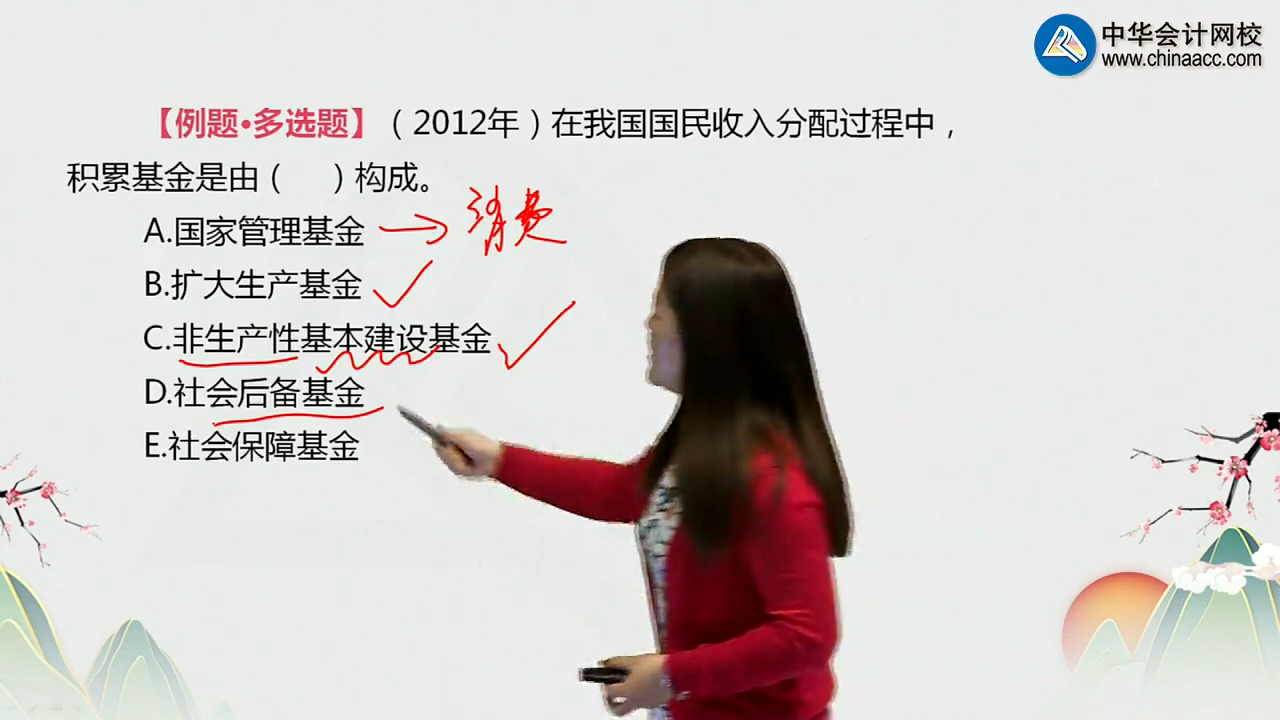 中华会计网校
www.chinaacc.com
【例题•多选题】（2012年）在我国国民收入分配过程中，
积累基金是由（ ）构成。
A.国家管理基金 → 消费
B.扩大生产基金 ✓
C.非生产性基本建设基金 ✓
D.社会后备基金
E.社会保障基金